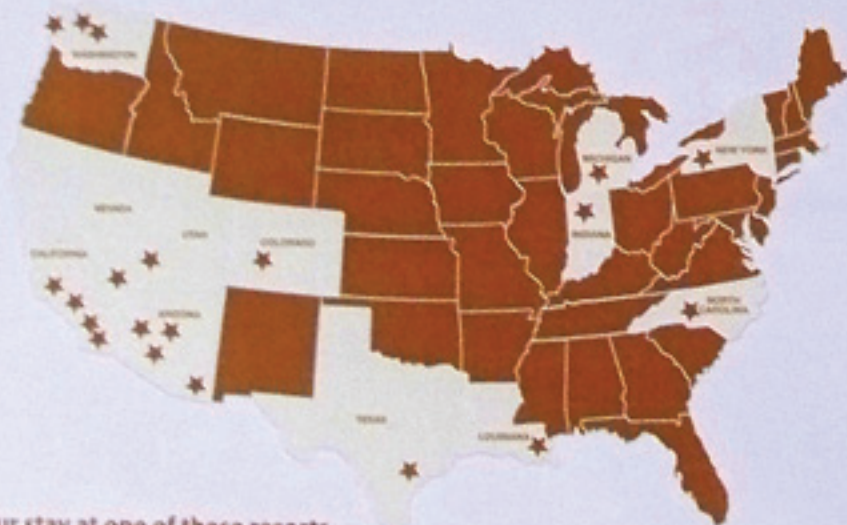 WASHINGTON
MICHIGAN
NEW YORK
NEVADA
INDIANA
UTAH
COLORADO
CALIFORNIA
ARIZONA
NORTH
CAROLINA
TEXAS
LOUISIANA
ur stay at one of these resorts